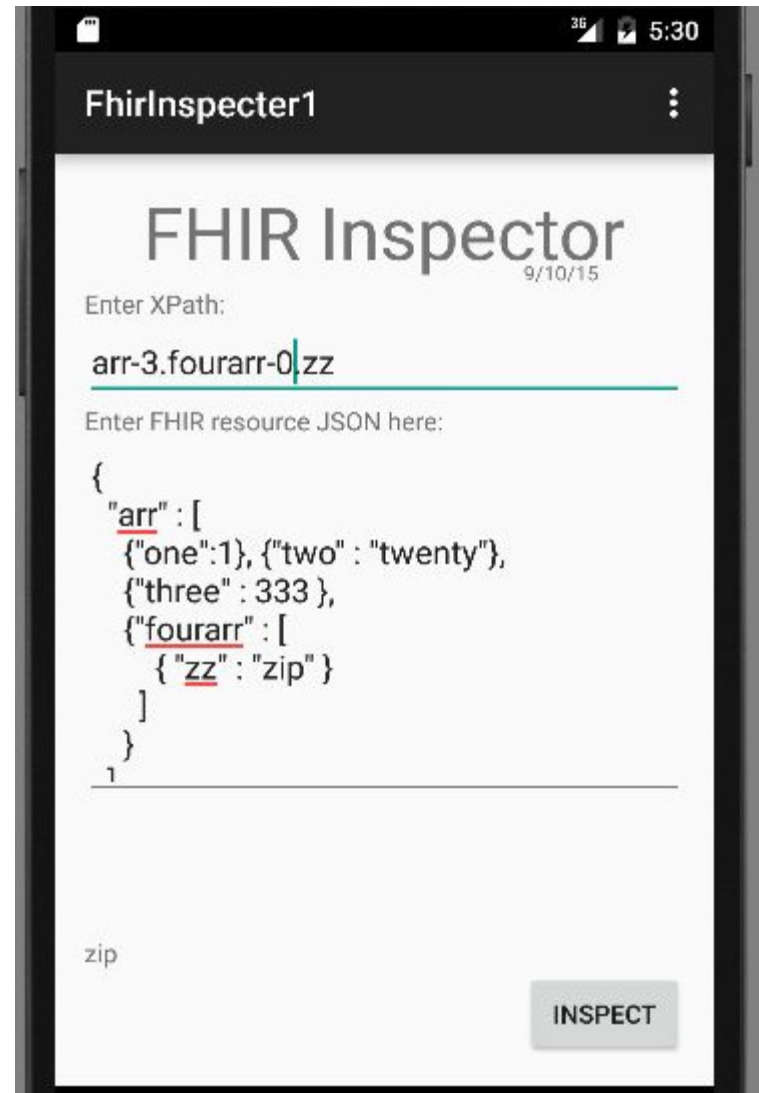 3G 5:30
FhirInspecter1
FHIR Inspector
9/10/15
Enter XPath:
arr-3.fourarr-0.zz
Enter FHIR resource JSON here:
{
"arr" : [
{"one":1}, {"two" : "twenty"},
{"three" : 333 },
{"fourarr" : [
{ "zz" : "zip" }
]
}
]
zip
INSPECT